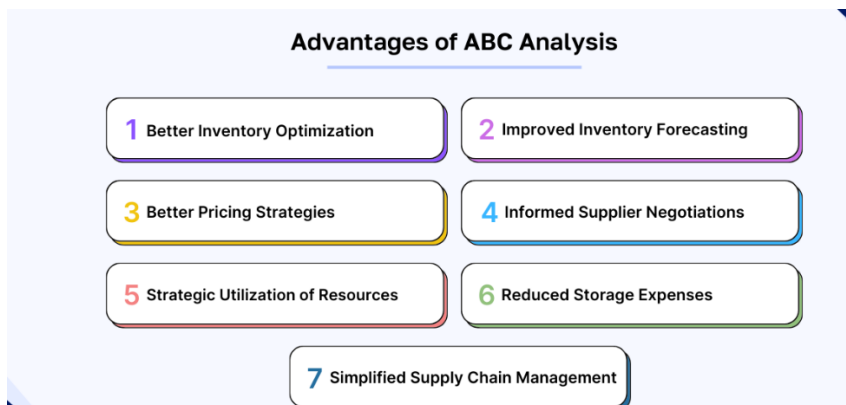 Advantages of ABC Analysis
1 Better Inventory Optimization
2 Improved Inventory Forecasting
3 Better Pricing Strategies
4 Informed Supplier Negotiations
5 Strategic Utilization of Resources
6 Reduced Storage Expenses
7 Simplified Supply Chain Management